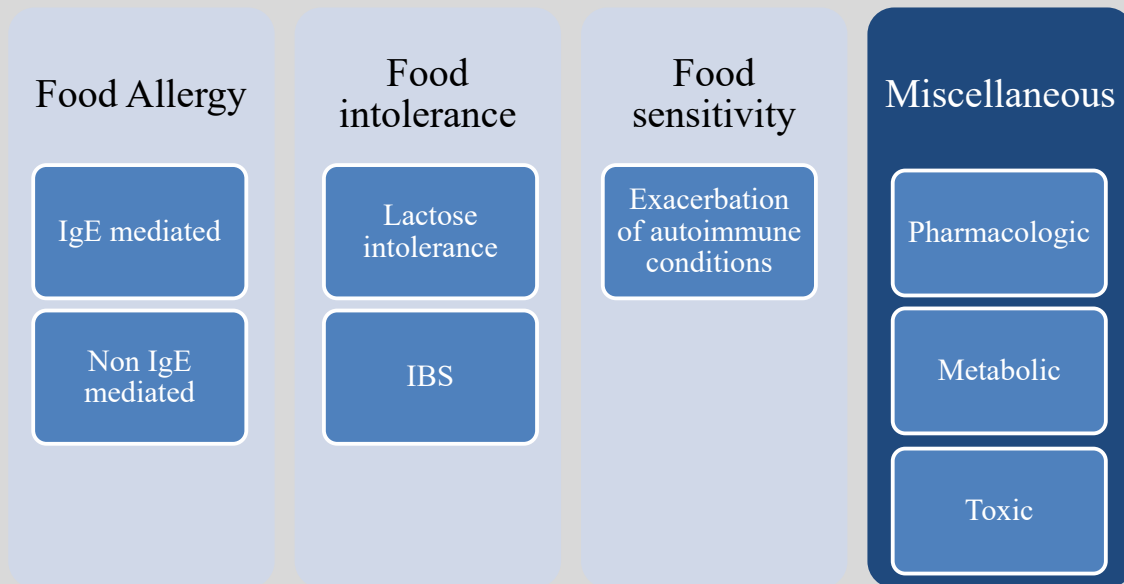 Food Allergy
IgE mediated
Non IgE
mediated
Food
intolerance
Lactose
intolerance
IBS
Food
sensitivity
Exacerbation
of autoimmune
conditions
Miscellaneous
Pharmacologic
Metabolic
Toxic